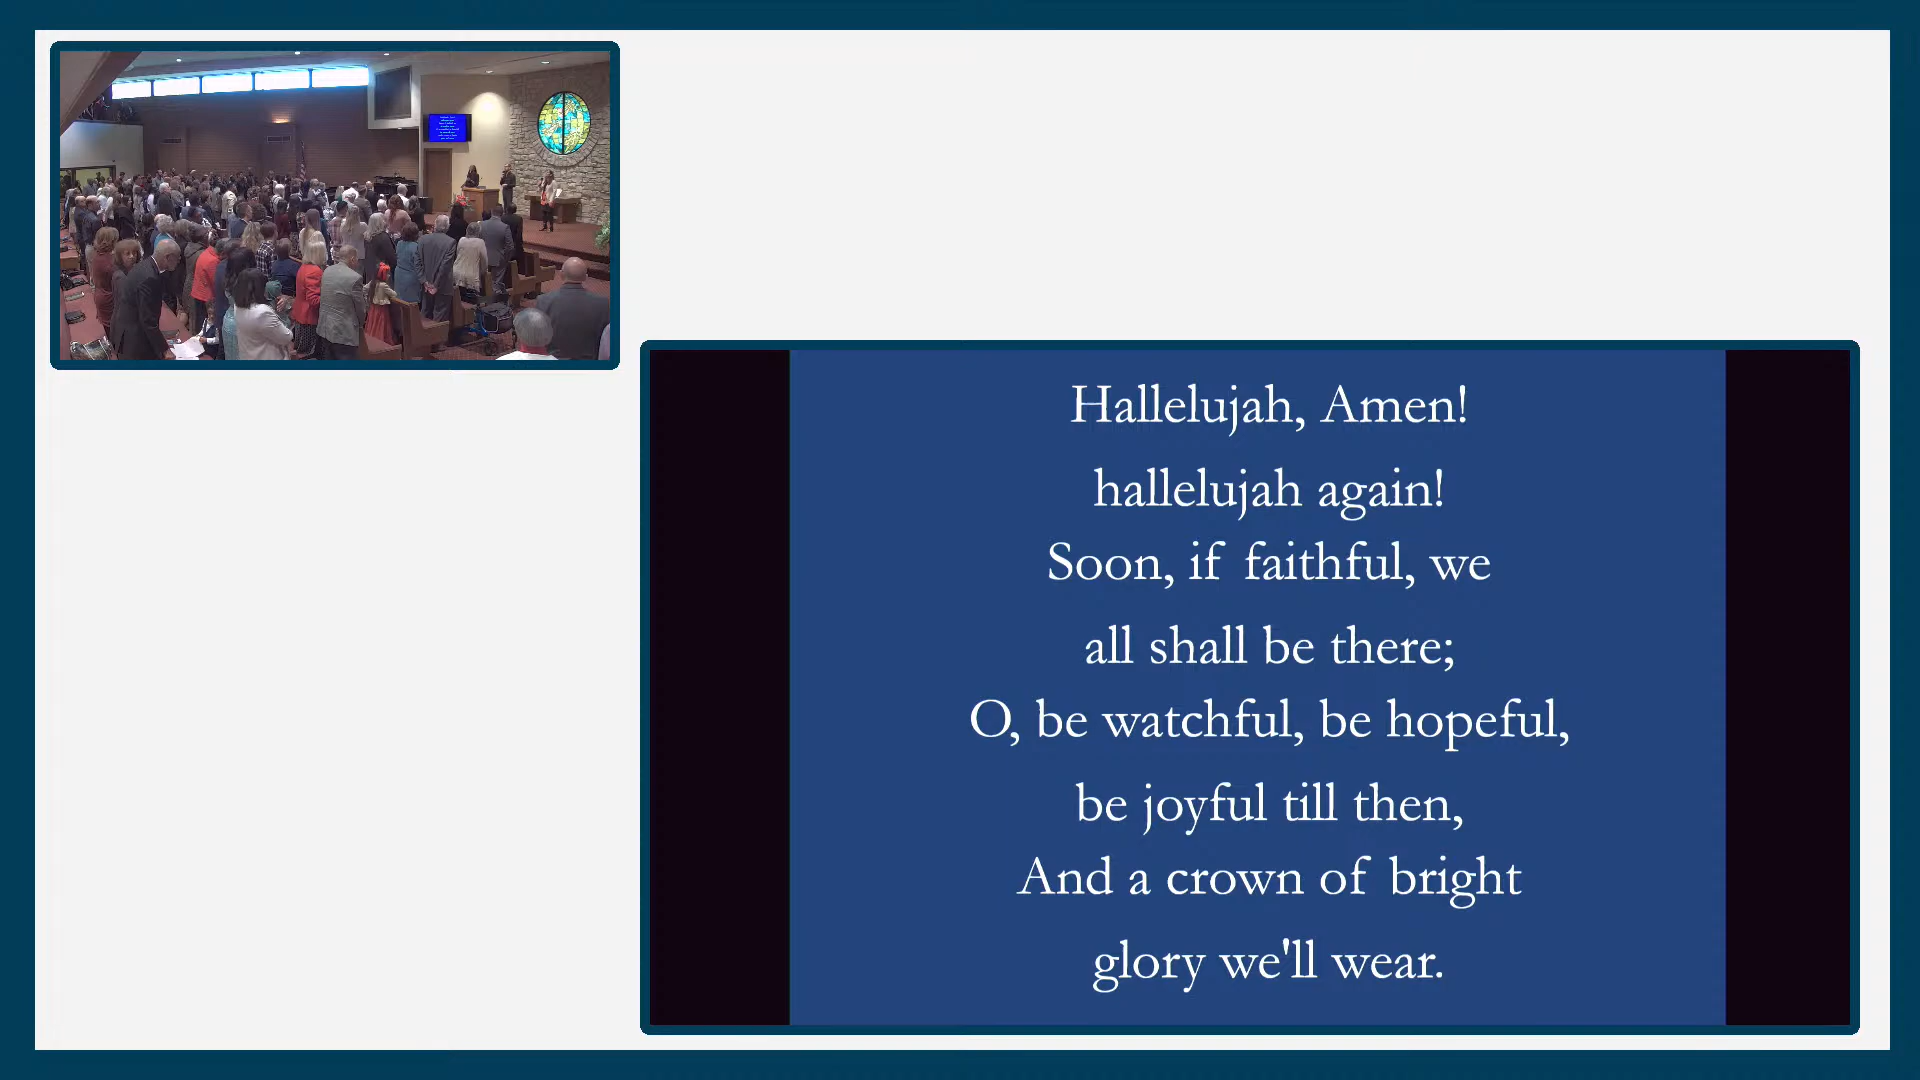 Hallelujah, Amen!
hallelujah again!
Soon, if faithful, we
all shall be there;
O, be watchful, be hopeful,
be joyful till then,
And a crown of bright
glory we'll wear.